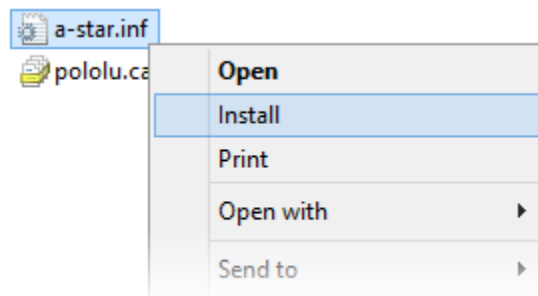 a-star.inf
pololu.ca
Open
Install
Print
Open with
Send to